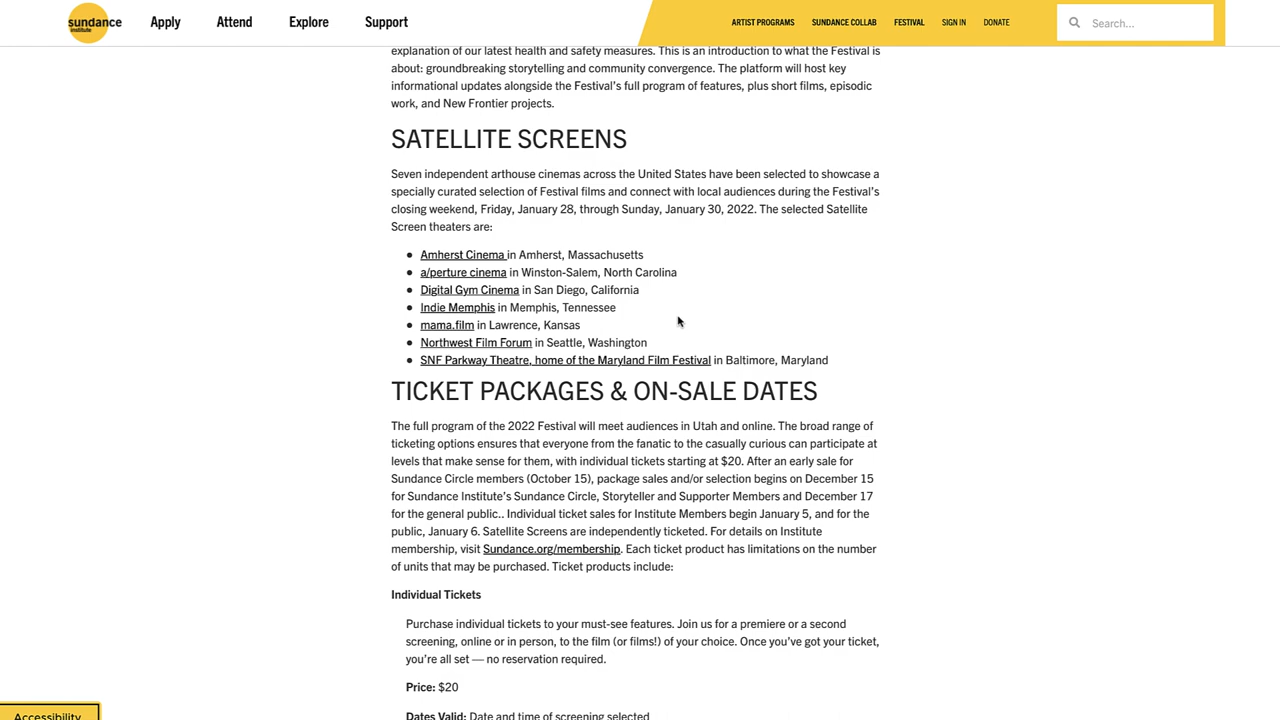 sundance
institute
Apply
Attend
Explore
Support
ARTIST PROGRAMS
SUNDANCE COLLAB
FESTIVAL
SIGN IN
DONATE
Search...
explanation of our latest health and safety measures. This is an introduction to what the Festival is
about: groundbreaking storytelling and community convergence. The platform will host key
informational updates alongside the Festival's full program of features, plus short films, episodic
work, and New Frontier projects.
SATELLITE SCREENS
Seven independent arthouse cinemas across the United States have been selected to showcase a
specially curated selection of Festival films and connect with local audiences during the Festival's
closing weekend, Friday, January 28, through Sunday, January 30, 2022. The selected Satellite
Screen theaters are:
● Amherst Cinema in Amherst, Massachusetts
● a/perture cinema in Winston-Salem, North Carolina
● Digital Gym Cinema in San Diego, California
● Indie Memphis in Memphis, Tennessee
● mama.film in Lawrence, Kansas
● Northwest Film Forum in Seattle, Washington
● SNF Parkway Theatre, home of the Maryland Film Festival in Baltimore, Maryland
TICKET PACKAGES & ON-SALE DATES
The full program of the 2022 Festival will meet audiences in Utah and online. The broad range of
ticketing options ensures that everyone from the fanatic to the casually curious can participate at
levels that make sense for them, with individual tickets starting at $20. After an early sale for
Sundance Circle members (October 15), package sales and/or selection begins on December 15
for Sundance Institute's Sundance Circle, Storyteller and Supporter Members and December 17
for the general public.. Individual ticket sales for Institute Members begin January 5, and for the
public, January 6. Satellite Screens are independently ticketed. For details on Institute
membership, visit Sundance.org/membership. Each ticket product has limitations on the number
of units that may be purchased. Ticket products include:
Individual Tickets
Purchase individual tickets to your must-see features. Join us for a premiere or a second
screening, online or in person, to the film (or films!) of your choice. Once you've got your ticket,
you're all set — no reservation required.
Price: $20
Dates Valid: Date and time of screening selected
Accessibility